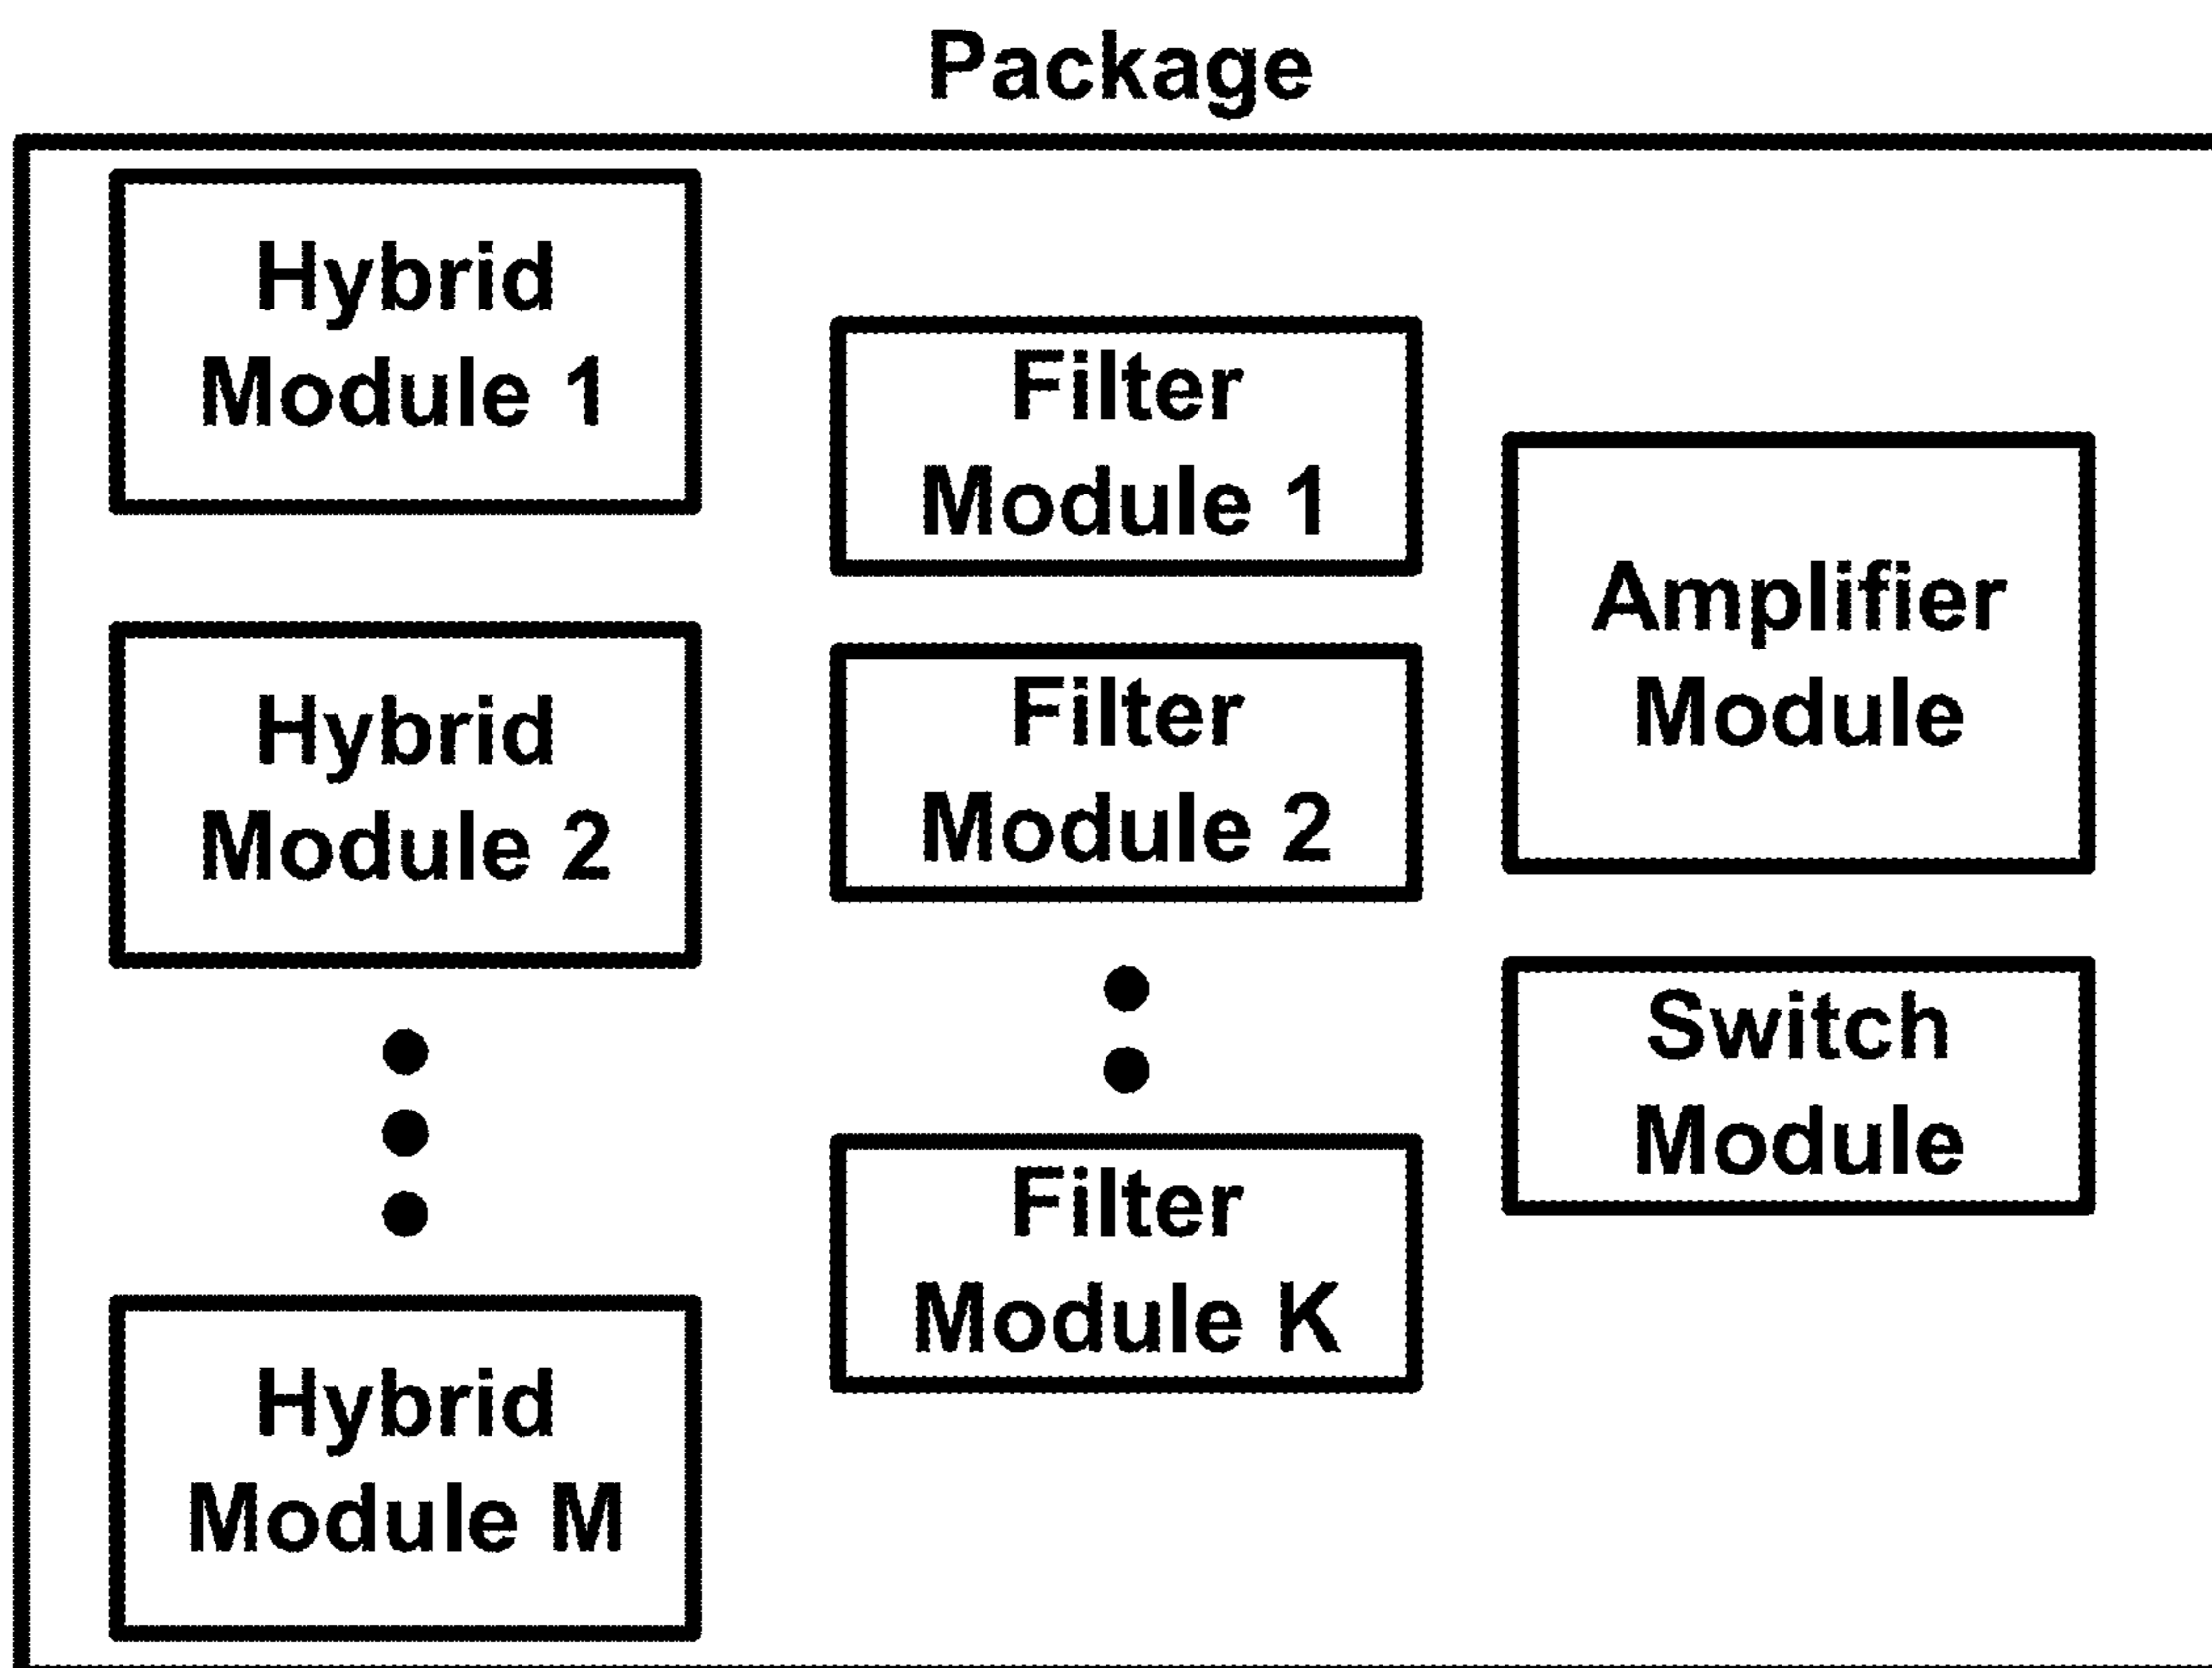 Package
Hybrid
Module 1
Hybrid
Module 2
Hybrid
Module M
Filter
Module 1
Filter
Module 2
Filter
Module K
Amplifier
Module
Switch
Module